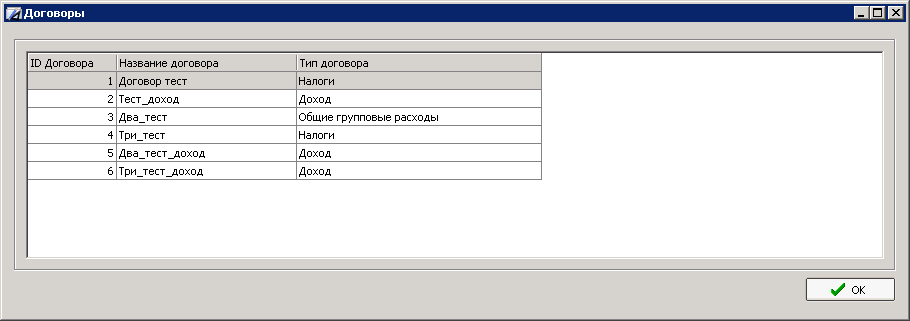 Договоры
ID Договора Название договора Тип договора
1 Договор тест Налоги
2 Тест_доход Доход
3 Два_тест Общие групповые расходы
4 Три_тест Налоги
5 Два_тест_доход Доход
6 Три_тест_доход Доход
ОК